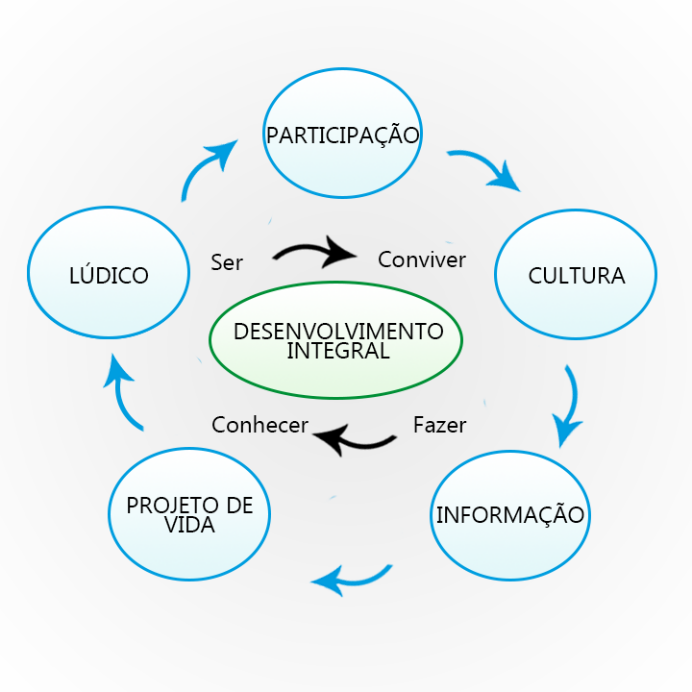 PARTICIPAÇÃO
LÚDICO
Ser
Conviver
CULTURA
DESENVOLVIMENTO
INTEGRAL
Conhecer
Fazer
PROJETO DE
VIDA
INFORMAÇÃO